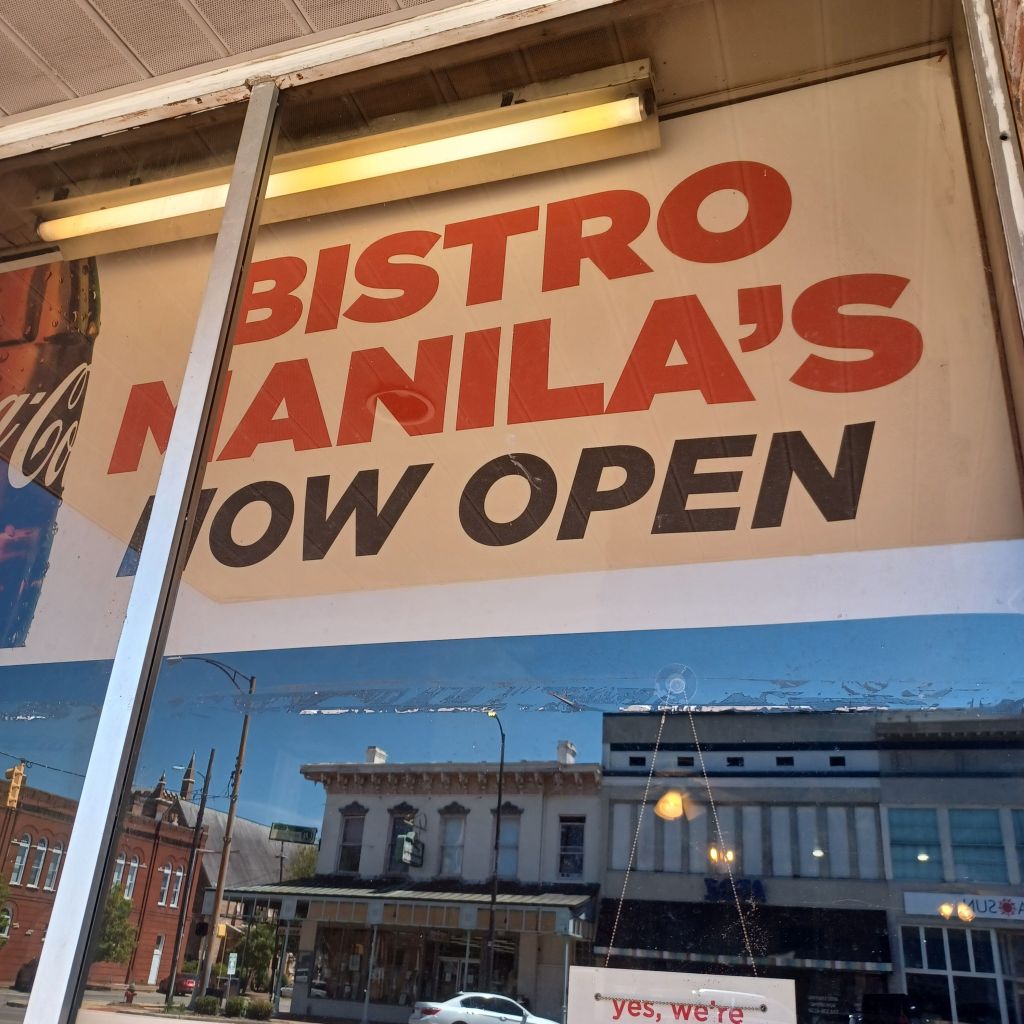 BISTRO
MANILA'S
NOW OPEN
yes, we're